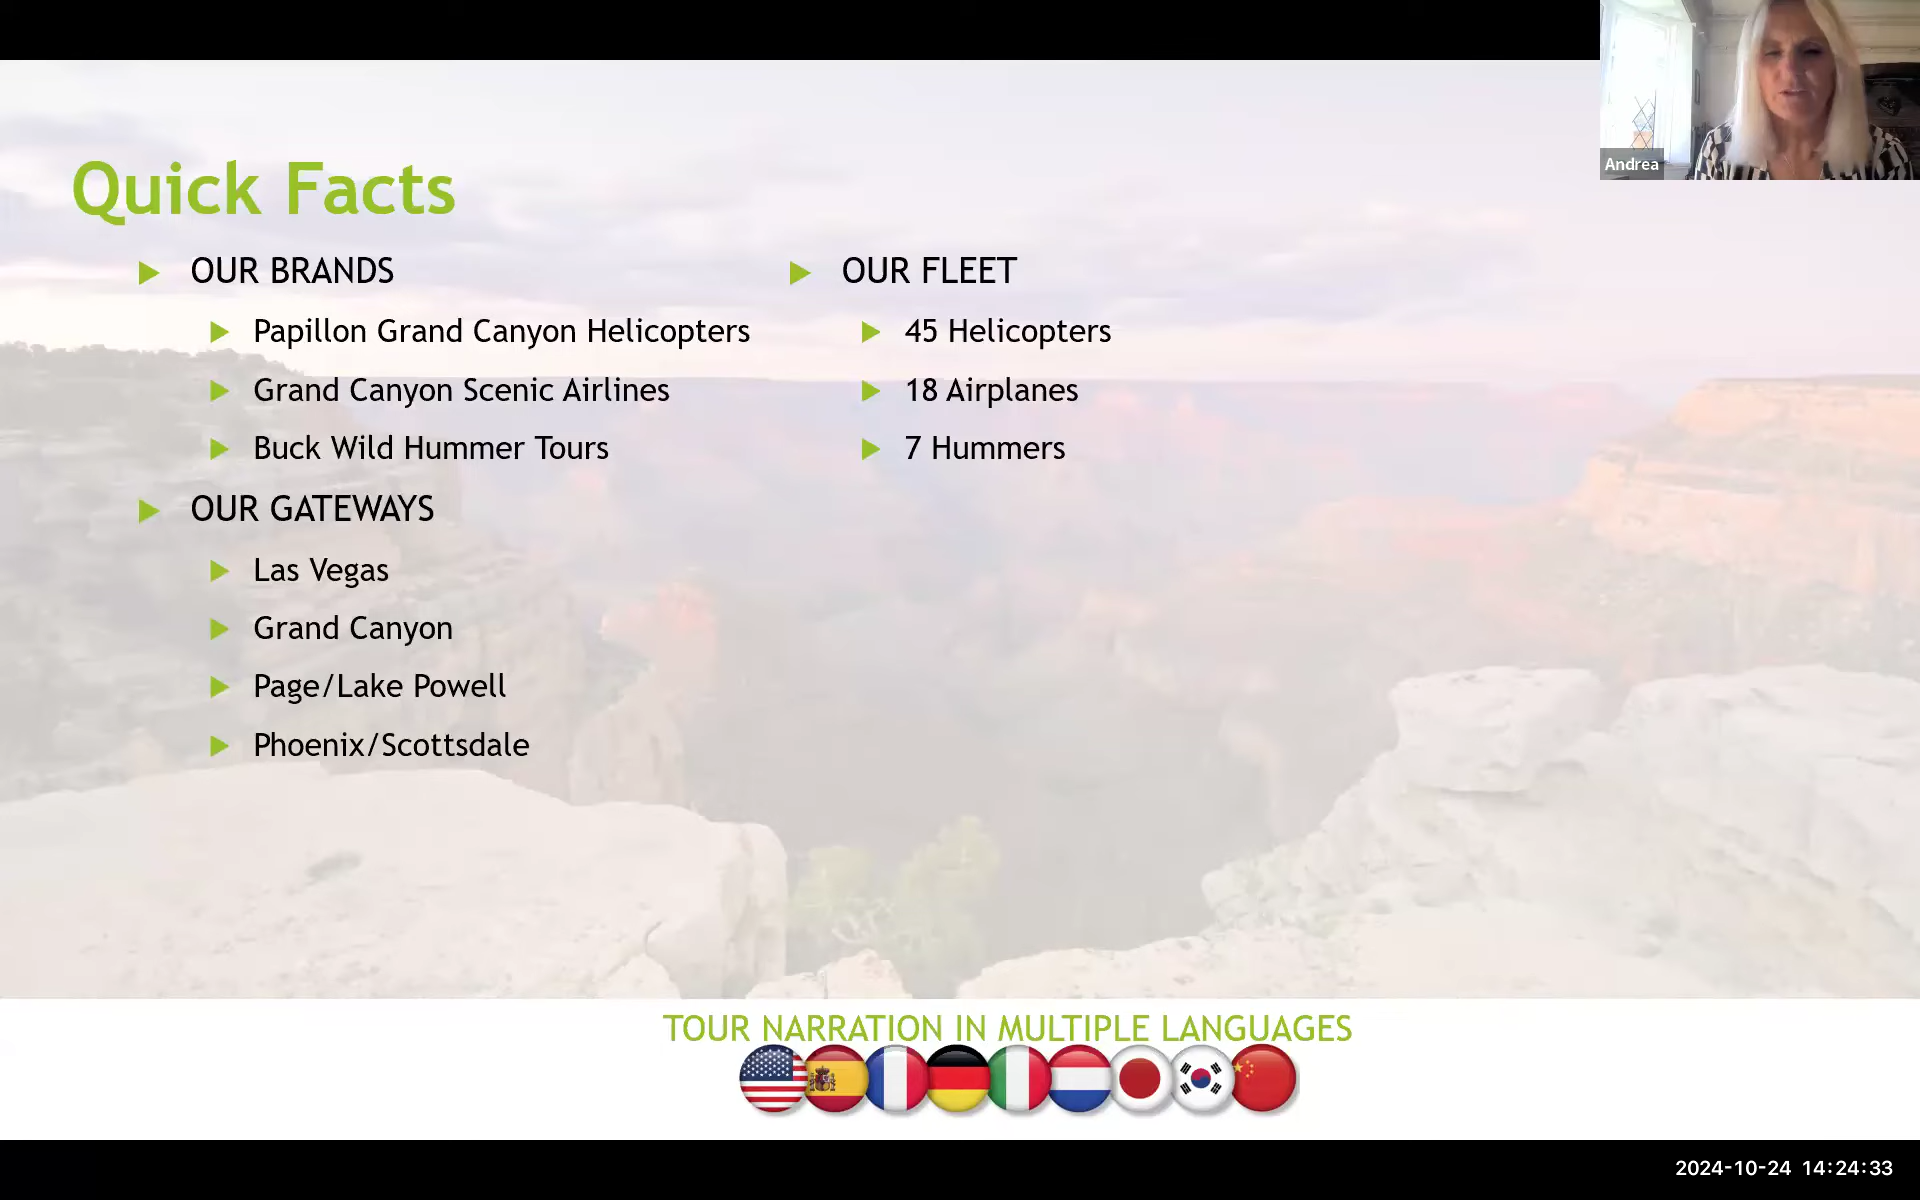 Quick Facts
OUR BRANDS
Papillon Grand Canyon Helicopters
Grand Canyon Scenic Airlines
Buck Wild Hummer Tours
OUR GATEWAYS
Las Vegas
Grand Canyon
Page/Lake Powell
Phoenix/Scottsdale
OUR FLEET
45 Helicopters
18 Airplanes
7 Hummers
TOUR NARRATION IN MULTIPLE LANGUAGES
Andrea
2024-10-24 14:24:33